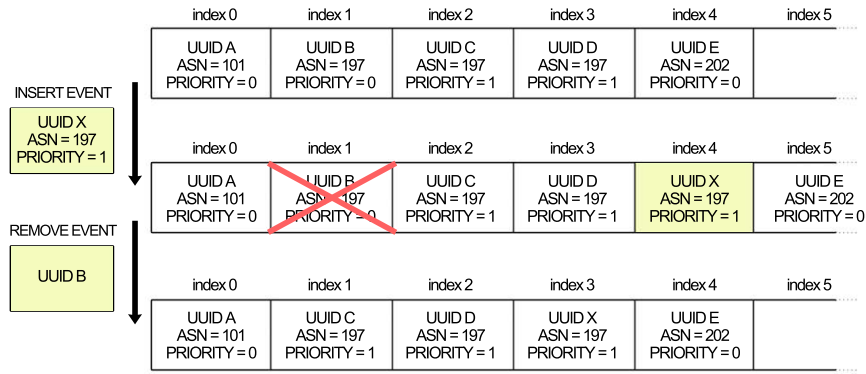 index 0 index 1 index 2 index 3 index 4 index 5
UUID A UUID B UUID C UUID D UUID E
ASN = 101 ASN = 197 ASN = 197 ASN = 197 ASN = 202
PRIORITY = 0 PRIORITY = 0 PRIORITY = 1 PRIORITY = 1 PRIORITY = 0
INSERT EVENT
UUID X
ASN = 197
PRIORITY = 1
index 0 index 1 index 2 index 3 index 4 index 5
UUID A UUID B UUID C UUID D UUID X UUID E
ASN = 101 ASN = 197 ASN = 197 ASN = 197 ASN = 197 ASN = 202
PRIORITY = 0 PRIORITY = 0 PRIORITY = 1 PRIORITY = 1 PRIORITY = 1 PRIORITY = 0
REMOVE EVENT
UUID B
index 0 index 1 index 2 index 3 index 4 index 5
UUID A UUID C UUID D UUID X UUID E
ASN = 101 ASN = 197 ASN = 197 ASN = 197 ASN = 202
PRIORITY = 0 PRIORITY = 1 PRIORITY = 1 PRIORITY = 1 PRIORITY = 0